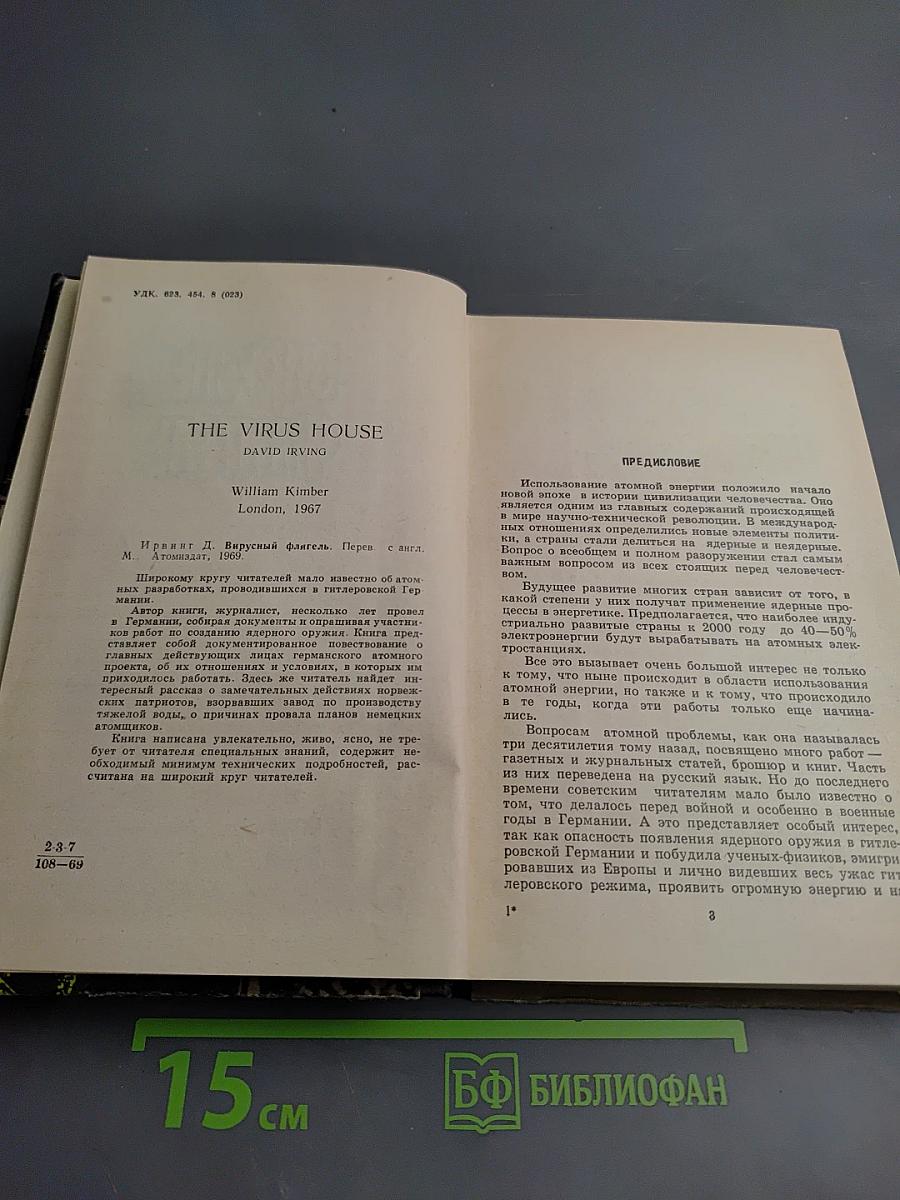 УДК. 623. 454. 8 (023)
THE VIRUS HOUSE
DAVID IRVING
William Kimber
London, 1967
Ирвинг Д. Вирусный флигель. Перев. с англ.
М. Атомиздат, 1969.
Широкому кругу читателей мало известно об атом-
ных разработках, проводившихся в гитлеровской Гер
мании.
Автор книги, журналист, несколько лет провел
в Германии, собирая документы и опрашивая участни-
ков работ по созданию ядерного оружия. Книга пред-
ставляет собой документированное повествование о
главных действующих лицах германского атомного
проекта, об их отношениях и условиях, в которых им
приходилось работать. Здесь же читатель найдет ин-
тересный рассказ о замечательных действиях норвеж-
ских патриотов, взорвавших завод по производству
тяжелой воды, о причинах провала планов немецких
атомщиков.
Книга написана увлекательно, живо, ясно, не тре-
бует от читателя специальных знаний, содержит не-
обходимый минимум технических подробностей, рас-
считана на широкий круг читателей.
2-3-7
108—69
ПРЕДИСЛОВИЕ
Использование атомной энергии положило начало
новой эпохе в истории цивилизации человечества. Оно
является одним из главных содержаний происходящей
в мире научно-технической революции. В международ-
ных отношениях определились новые элементы полити-
ки, а страны стали делиться на ядерные и неядерные.
Вопрос о всеобщем и полном разоружении стал самым
важным вопросом из всех стоящих перед человечест-
вом.
Будущее развитие многих стран зависит от того, в
какой степени у них получат применение ядерные про-
цессы в энергетике. Предполагается, что наиболее инду-
стриально развитые страны к 2000 году до 40—50%
электроэнергии будут вырабатывать на атомных элек-
тростанциях.
Все это вызывает очень большой интерес не только
к тому, что ныне происходит в области использования
атомной энергии, но также и к тому, что происходило
в те годы, когда эти работы только еще начина-
лись.
Вопросам атомной проблемы, как она называлась
три десятилетия тому назад, посвящено много работ —
газетных и журнальных статей, брошюр и книг. Часть
из них переведена на русский язык. Но до последнего
времени советским читателям мало было известно о
том, что делалось перед войной и особенно в военные
годы в Германии. А это представляет особый интерес,
так как опасность появления ядерного оружия в гитле-
ровской Германии и побудила ученых-физиков, эмигри
ровавших из Европы и лично видевших весь ужас гит
леровского режима, проявить огромную энергию и н
1*
3
15 см
БФ БИБЛИОФАН